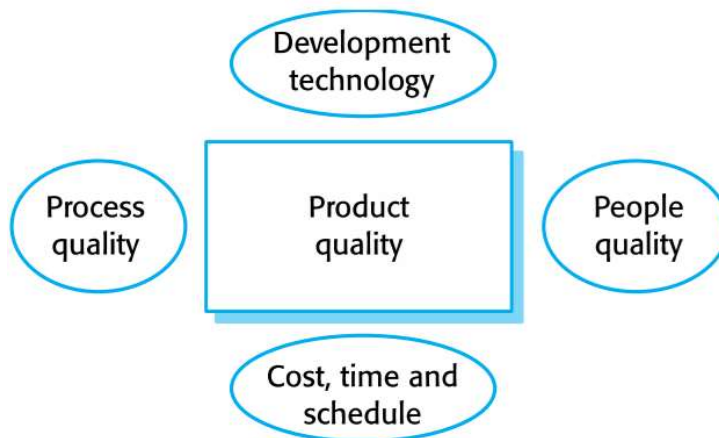 Development
technology
Process
quality
Product
quality
People
quality
Cost, time and
schedule